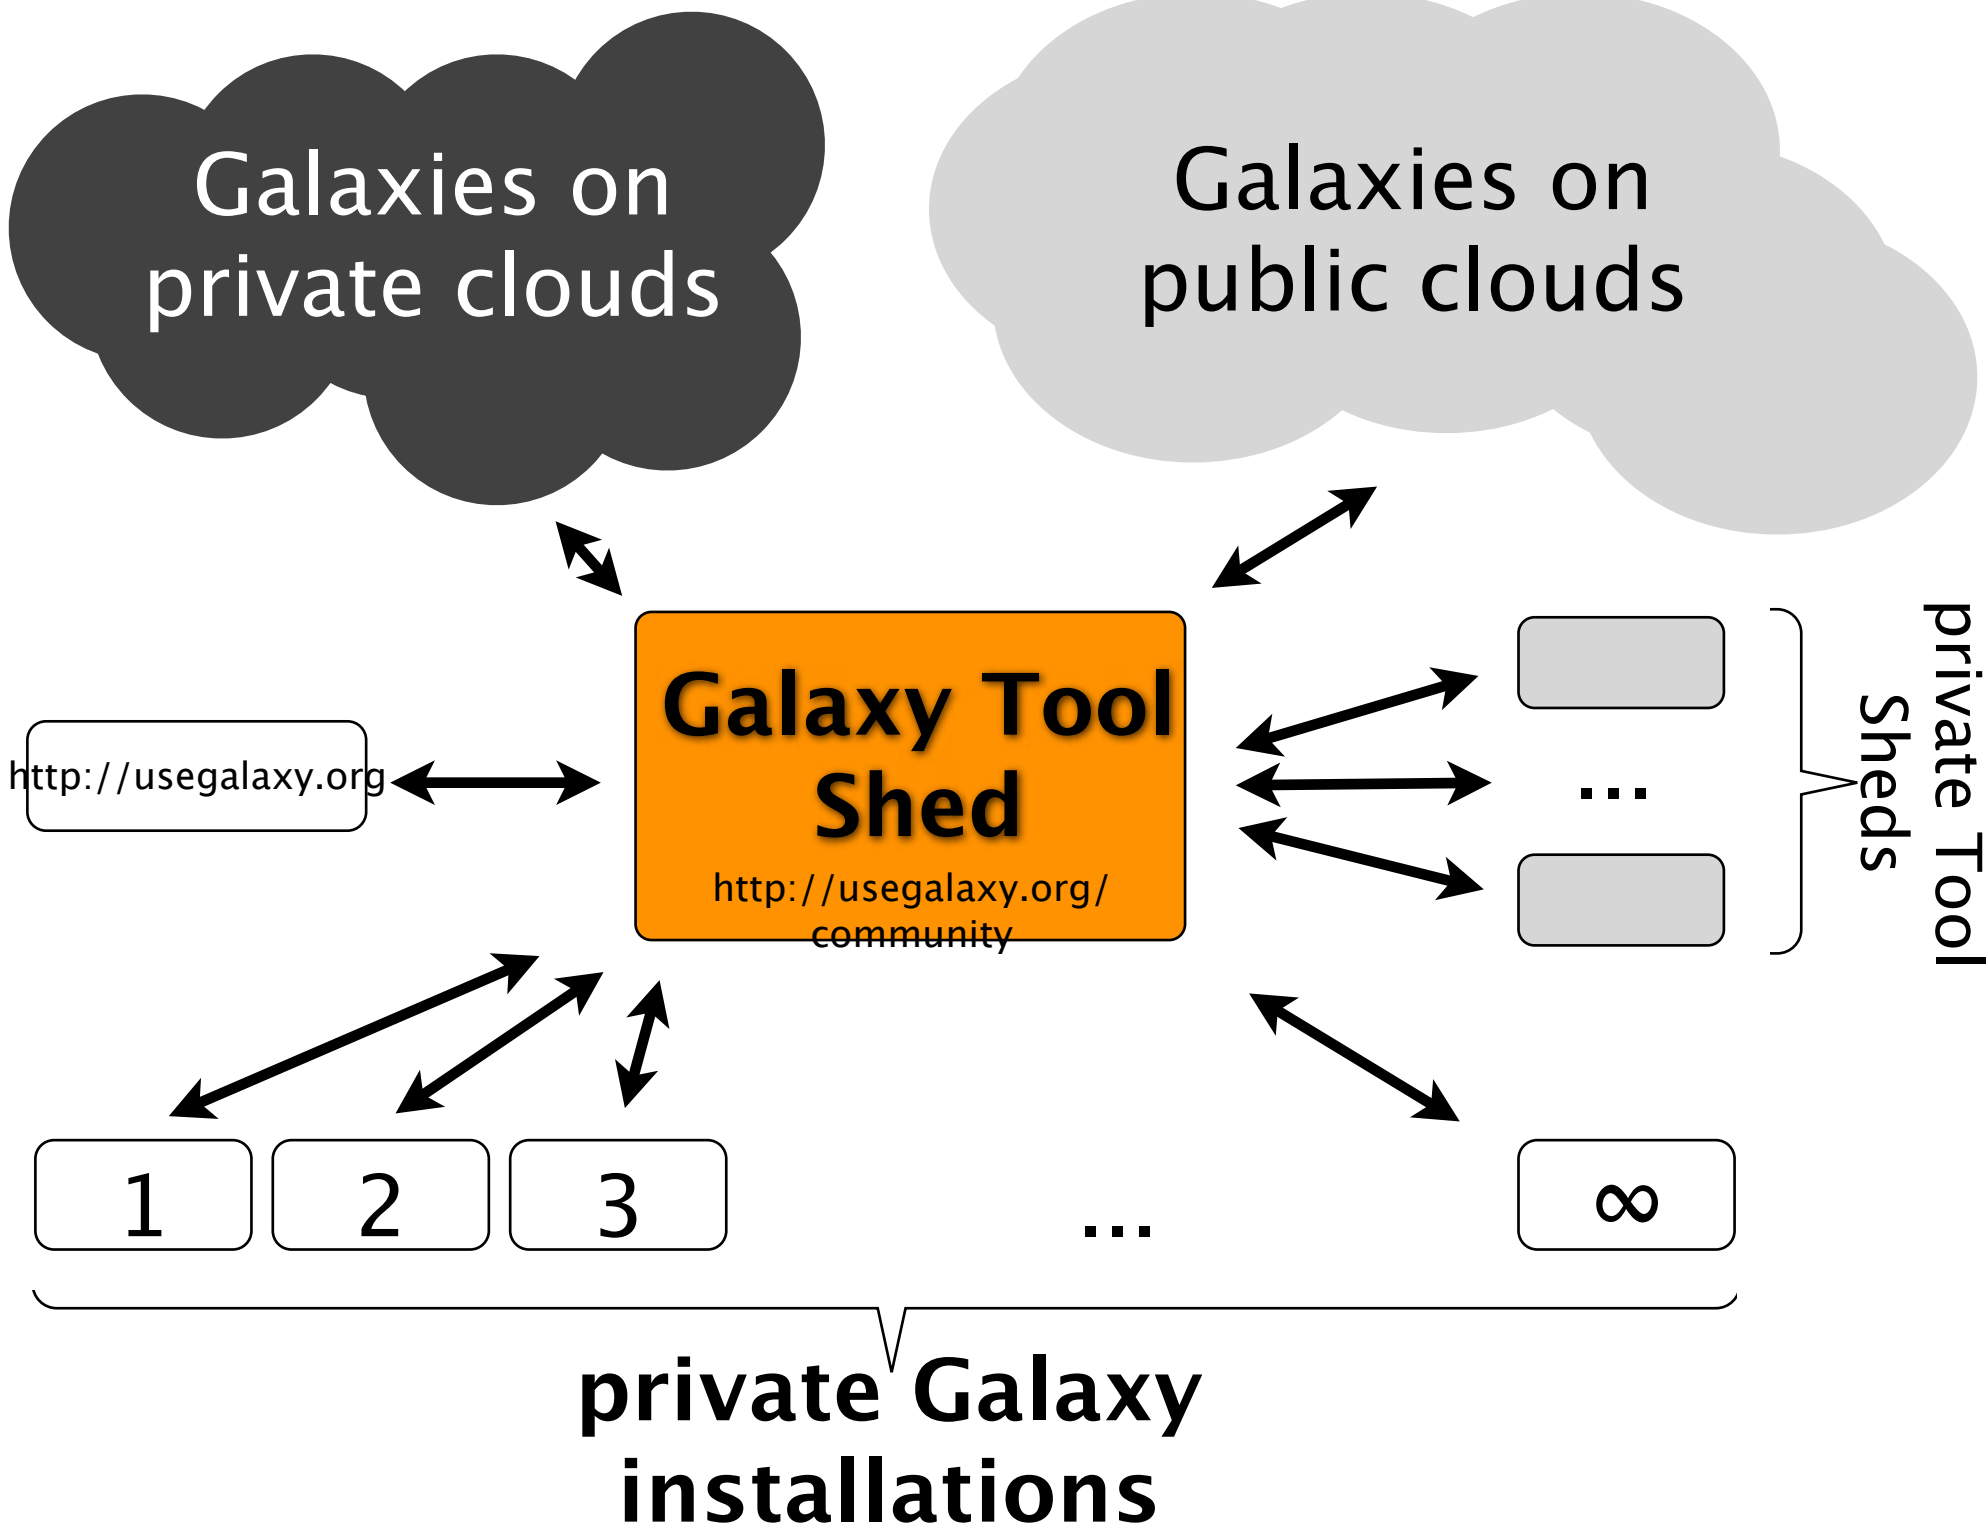 Galaxies on
private clouds
Galaxies on
public clouds
Galaxy Tool
Shed
http://usegalaxy.org/
community
http://usegalaxy.org
...
private Tool
Sheds
1
2
3
...
∞
private Galaxy
installations